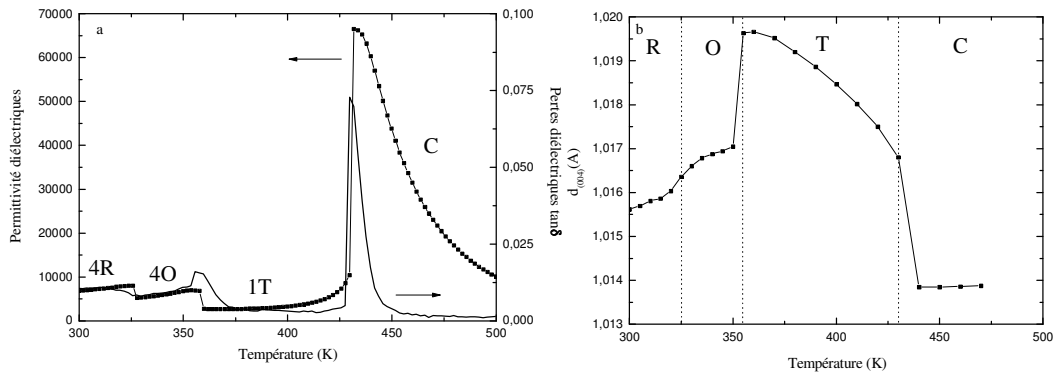 a
70000
60000
50000
40000
30000
20000
10000
0
Permittivité diélectriques
4R
4O
1T
C
0,100
0,075
0,050
0,025
0,000
Pertes diélectriques tanδ
300
350
400
450
500
Température (K)
b
R
O
T
C
1,020
1,019
1,018
1,017
1,016
1,015
1,014
1,013
d(004) (A)
300
350
400
450
500
Température (K)